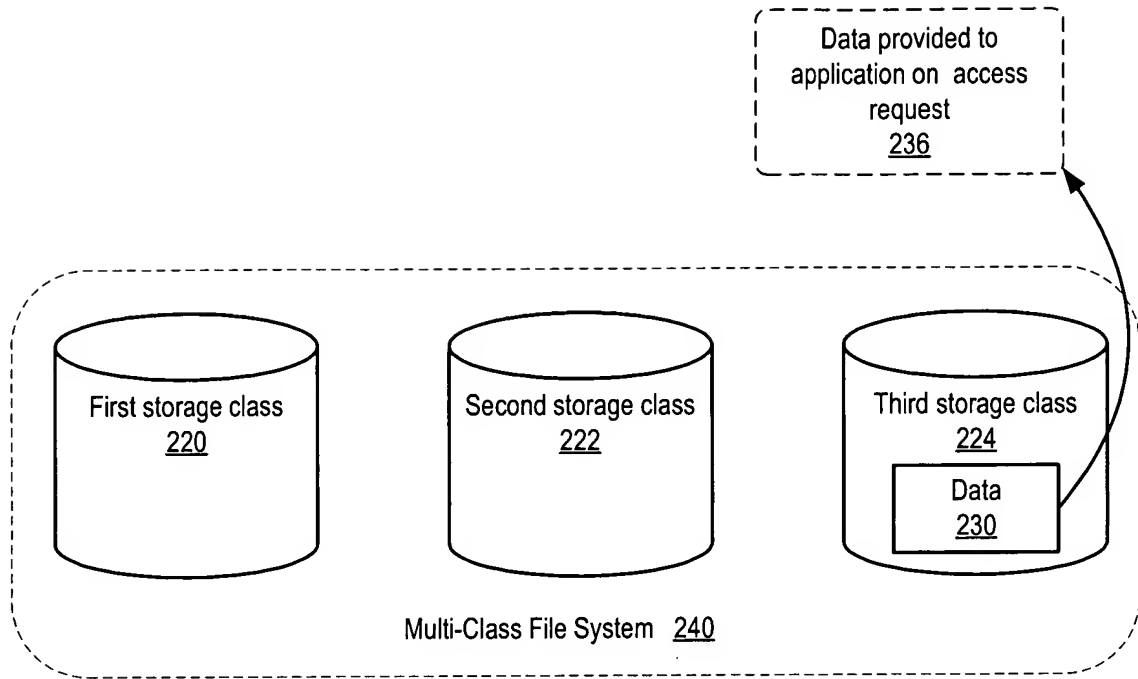 Data provided to
application on access
request
236
First storage class
220
Second storage class
222
Third storage class
224
Data
230
Multi-Class File System 240